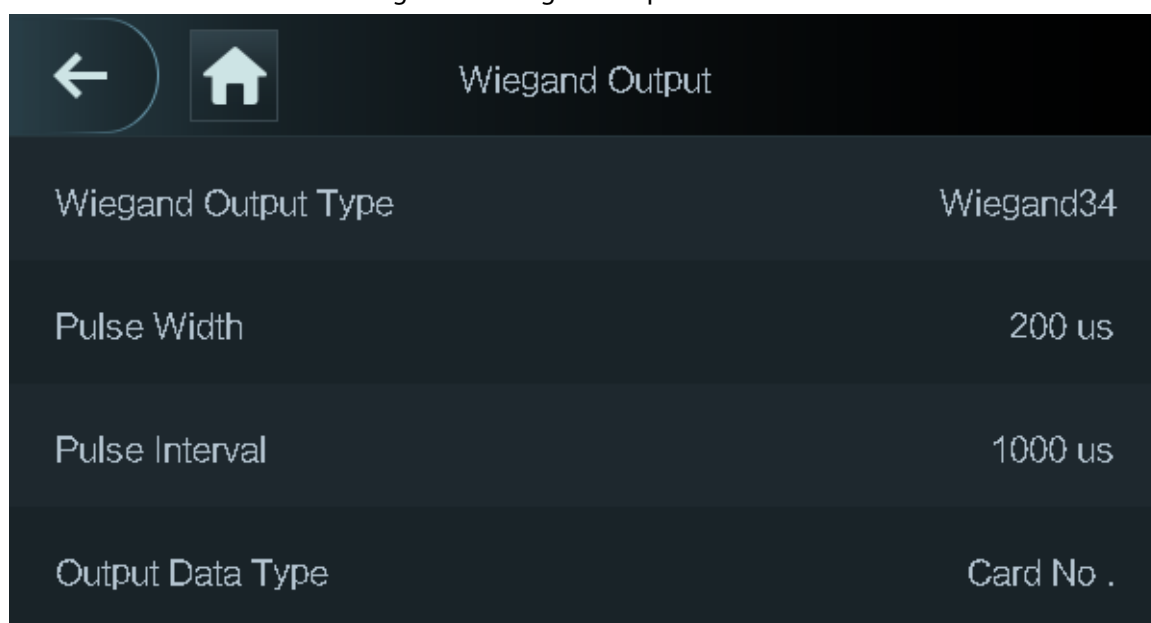 Wiegand Output
Wiegand Output Type Wiegand34
Pulse Width 200 us
Pulse Interval 1000 us
Output Data Type Card No .